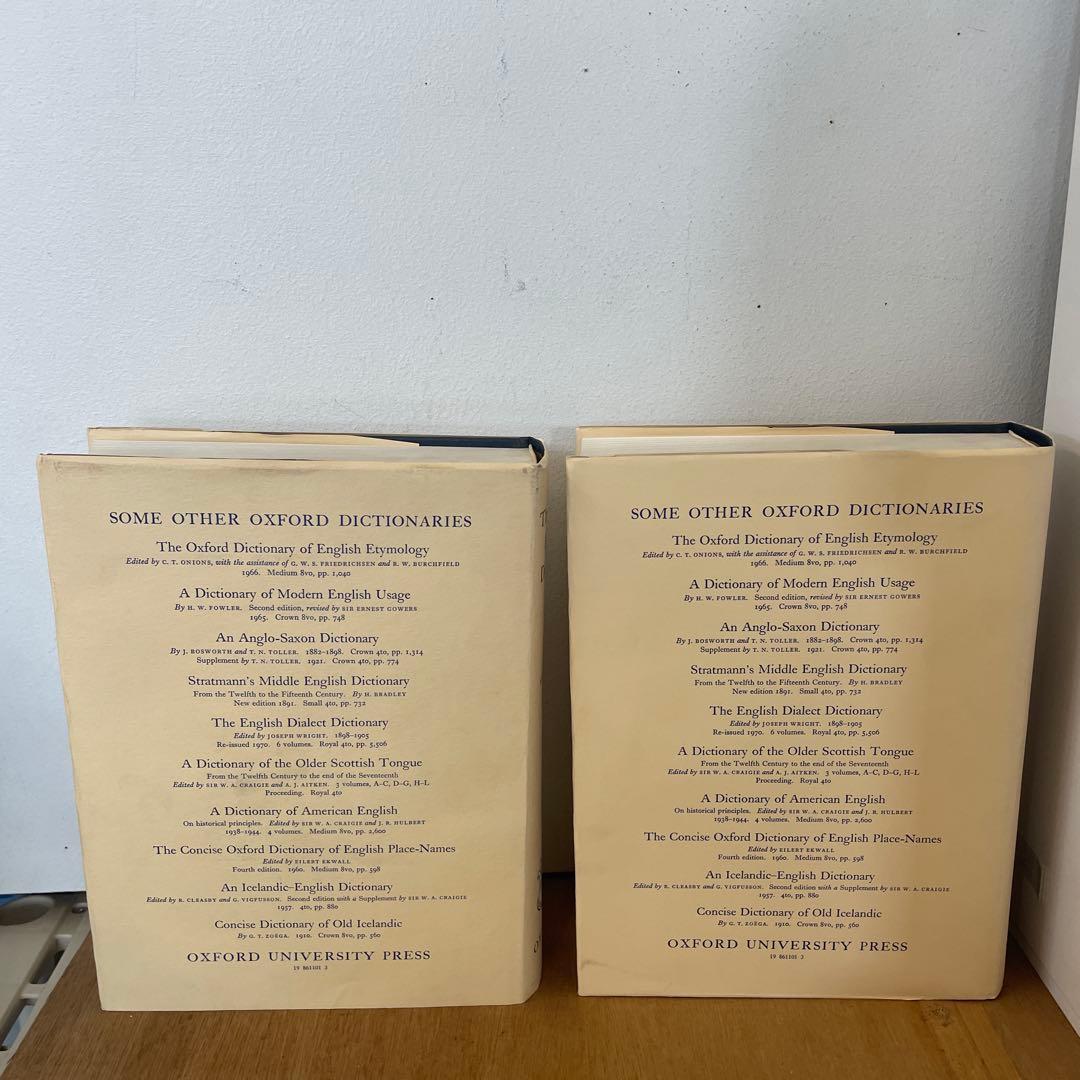 SOME OTHER OXFORD DICTIONARIES
The Oxford Dictionary of English Etymology
Edited by C. T. ONIONS, with the assistance of G. W. S. FRIEDRICHSEN and R. W. BURCHFIELD
1966. Medium 8vo, pp. 1,040
A Dictionary of Modern English Usage
By H. W. FOWLER. Second edition, revised by SIR ERNEST GOWERS
1965. Crown 8vo, pp. 748
An Anglo-Saxon Dictionary
By J. BOSWORTH and T. N. TOLLER. 1882–1898. Crown 4to, pp. 1,314
Supplement by T. N. TOLLER. 1921. Crown 4to, pp. 774
Stratmann's Middle English Dictionary
From the Twelfth to the Fifteenth Century. By H. BRADLEY
New edition 1891. Small 4to, pp. 732
The English Dialect Dictionary
Edited by JOSEPH WRIGHT. 1898–1905
Re-issued 1970. 6 volumes. Royal 4to, pp. 5,506
A Dictionary of the Older Scottish Tongue
From the Twelfth Century to the end of the Seventeenth
Edited by SIR W. A. CRAIGIE and A. J. AITKEN. 3 volumes, A–C, D–G, H–L
Proceeding. Royal 4to
A Dictionary of American English
On historical principles. Edited by SIR W. A. CRAIGIE and J. R. HULBERT
1938–1944. 4 volumes. Medium 8vo, pp. 2,600
The Concise Oxford Dictionary of English Place-Names
Edited by EILERT EKWALL
Fourth edition. 1960. Medium 8vo, pp. 598
An Icelandic–English Dictionary
Edited by R. CLEASBY and G. VIGFUSSON. Second edition with a Supplement by SIR W. A. CRAIGIE
1957. 4to, pp. 880
Concise Dictionary of Old Icelandic
By G. T. ZOËGA. 1910. Crown 8vo, pp. 560
OXFORD UNIVERSITY PRESS
19 861101 3
SOME OTHER OXFORD DICTIONARIES
The Oxford Dictionary of English Etymology
Edited by C. T. ONIONS, with the assistance of G. W. S. FRIEDRICHSEN and R. W. BURCHFIELD
1966. Medium 8vo, pp. 1,040
A Dictionary of Modern English Usage
By H. W. FOWLER. Second edition, revised by SIR ERNEST GOWERS
1965. Crown 8vo, pp. 748
An Anglo-Saxon Dictionary
By J. BOSWORTH and T. N. TOLLER. 1882–1898. Crown 4to, pp. 1,314
Supplement by T. N. TOLLER. 1921. Crown 4to, pp. 774
Stratmann's Middle English Dictionary
From the Twelfth to the Fifteenth Century. By H. BRADLEY
New edition 1891. Small 4to, pp. 732
The English Dialect Dictionary
Edited by JOSEPH WRIGHT. 1898–1905
Re-issued 1970. 6 volumes. Royal 4to, pp. 5,506
A Dictionary of the Older Scottish Tongue
From the Twelfth Century to the end of the Seventeenth
Edited by SIR W. A. CRAIGIE and A. J. AITKEN. 3 volumes, A–C, D–G, H–L
Proceeding. Royal 4to
A Dictionary of American English
On historical principles. Edited by SIR W. A. CRAIGIE and J. R. HULBERT
1938–1944. 4 volumes. Medium 8vo, pp. 2,600
The Concise Oxford Dictionary of English Place-Names
Edited by EILERT EKWALL
Fourth edition. 1960. Medium 8vo, pp. 598
An Icelandic–English Dictionary
Edited by R. CLEASBY and G. VIGFUSSON. Second edition with a Supplement by SIR W. A. CRAIGIE
1957. 4to, pp. 880
Concise Dictionary of Old Icelandic
By G. T. ZOËGA. 1910. Crown 8vo, pp. 560
OXFORD UNIVERSITY PRESS
19 861101 3